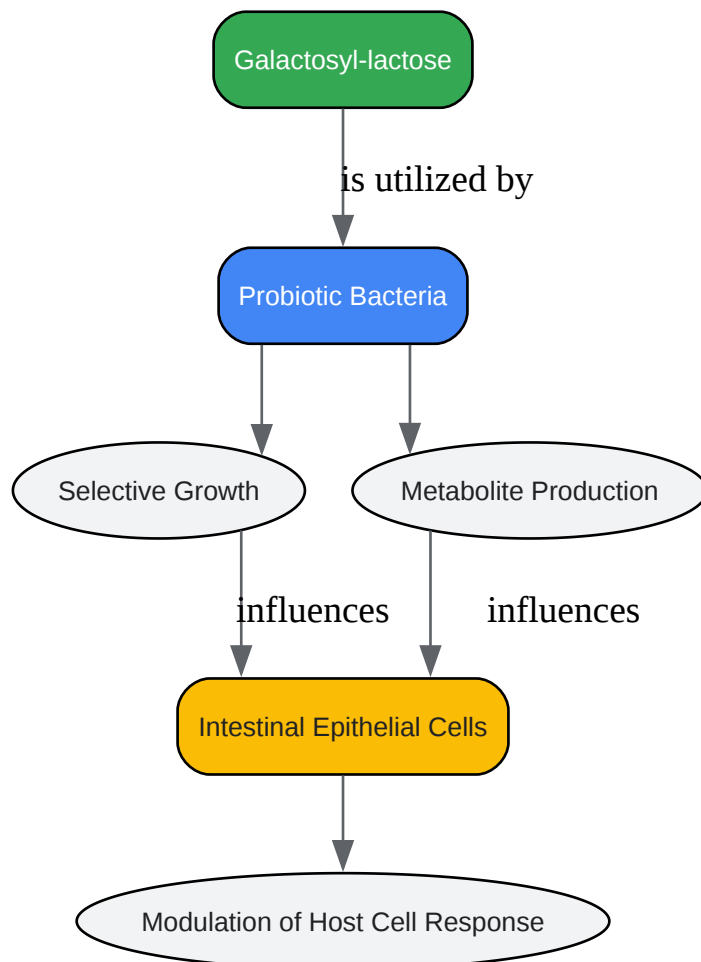 Galactosyl-lactose
is utilized by
Probiotic Bacteria
Selective Growth
Metabolite Production
influences
influences
Intestinal Epithelial Cells
Modulation of Host Cell Response